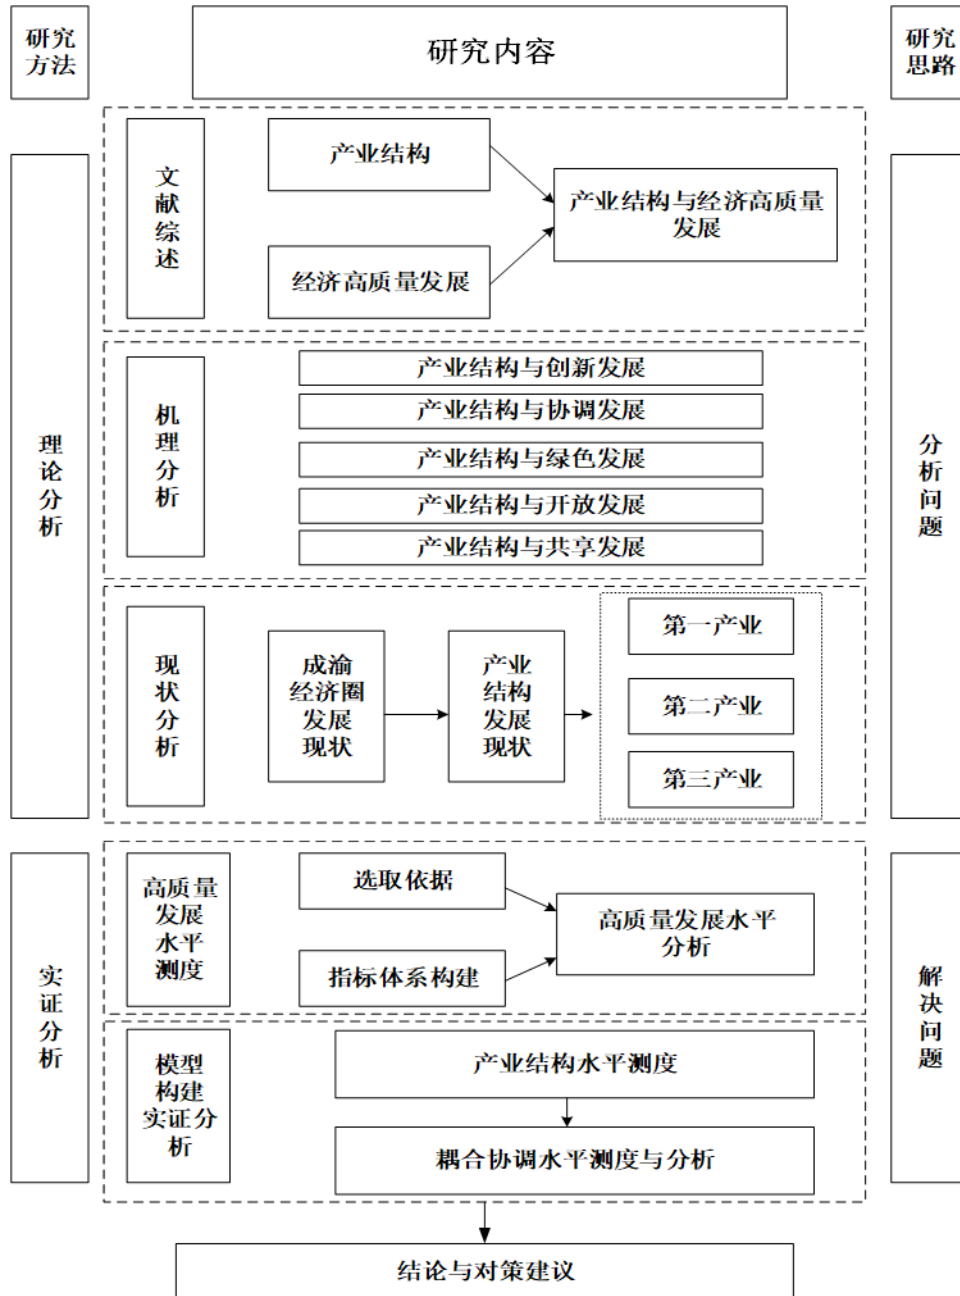 研究
方法
研究内容
研究
思路
理
论
分
析
文
献
综
述
产业结构
经济高质量发展
产业结构与经济高质量
发展
机
理
分
析
产业结构与创新发展
产业结构与协调发展
产业结构与绿色发展
产业结构与开放发展
产业结构与共享发展
现
状
分
析
成渝
经济圈
发展
现状
产业
结构
发展
现状
第一产业
第二产业
第三产业
分
析
问
题
实
证
分
析
高质量
发展
水平
测度
选取依据
指标体系构建
高质量发展水平
分析
模型
构建
实证分
析
产业结构水平测度
耦合协调水平测度与分析
解
决
问
题
结论与对策建议